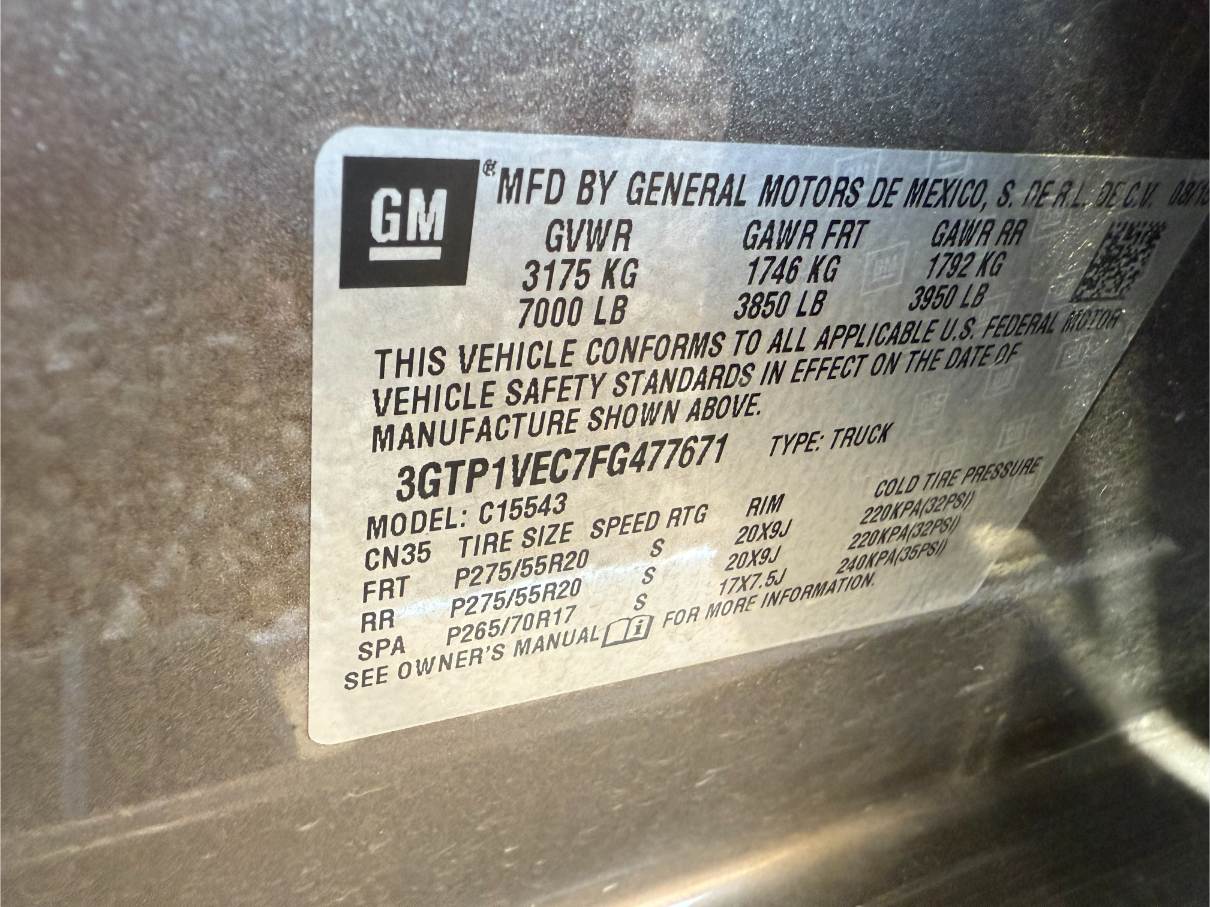 GM
® MFD BY GENERAL MOTORS DE MEXICO, S. DE R.L. DE C.V.
GVWR GAWR FRT GAWR RR
3175 KG 1746 KG 1792 KG
7000 LB 3850 LB 3950 LB
THIS VEHICLE CONFORMS TO ALL APPLICABLE U.S. FEDERAL MOTOR
VEHICLE SAFETY STANDARDS IN EFFECT ON THE DATE OF
MANUFACTURE SHOWN ABOVE.
3GTP1VEC7FG477671 TYPE: TRUCK
MODEL: C15543
CN35 TIRE SIZE SPEED RTG RIM COLD TIRE PRESSURE
FRT P275/55R20 S 20X9J 220KPA(32PSI)
RR P275/55R20 S 20X9J 220KPA(32PSI)
SPA P265/70R17 S 17X7.5J 240KPA(35PSI)
SEE OWNER'S MANUAL FOR MORE INFORMATION.